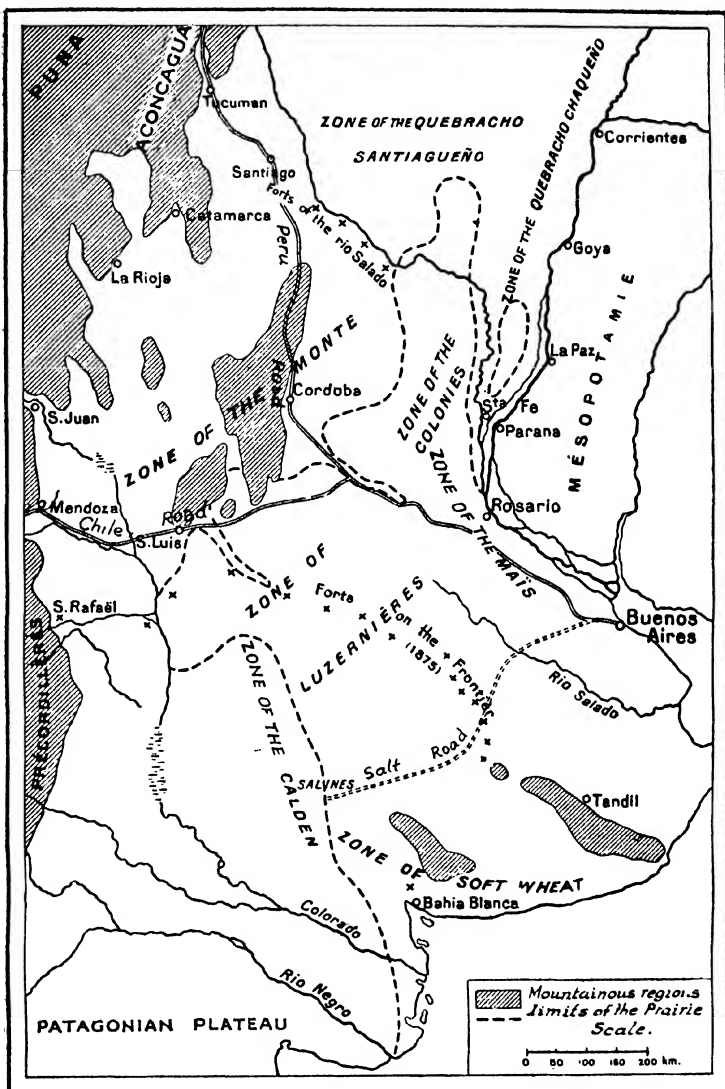 PUNA
ACONCAGUA
Tucuman
ZONE OF THE QUEBRACHO
SANTIAGUEÑO
ZONE OF THE QUEBRACHO CHAQUEÑO
Corrientes
Santiago
Forts of the rio Salado
Catamarca
Peru Road
Goya
La Rioja
MÉSOPOTAMIE
La Paz
ZONE OF THE MONTE
ZONE OF THE COLONIES
S. Juan
Cordoba
Sta Fe
Parana
ZONE OF THE MAÏS
Rosario
Mendoza
Chile Road
S. Luis
ZONE OF LUZERNIÈRES
Forts on the Frontier
(1875)
S. Rafaël
Buenos
Aires
PRÉCORDILLÈRES
ZONE OF THE CALDEN
Rio Salado
Salt Road
SALINES
Tandil
ZONE OF SOFT WHEAT
Bahia Blanca
Colorado
Rio Negro
PATAGONIAN PLATEAU
Mountainous regions
limits of the Prairie
Scale.
0 50 100 150 200 km.